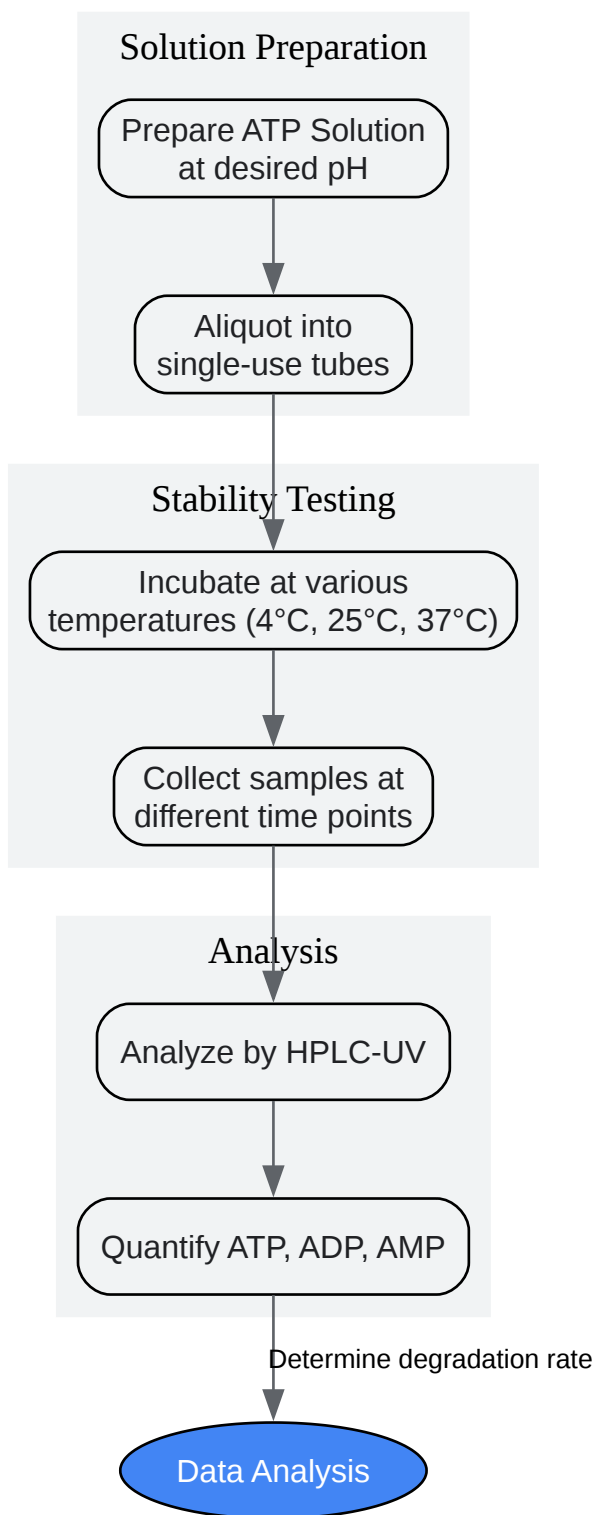 Solution Preparation
Prepare ATP Solution
at desired pH
Aliquot into
single-use tubes
Stability Testing
Incubate at various
temperatures (4°C, 25°C, 37°C)
Collect samples at
different time points
Analysis
Analyze by HPLC-UV
Quantify ATP, ADP, AMP
Determine degradation rate
Data Analysis